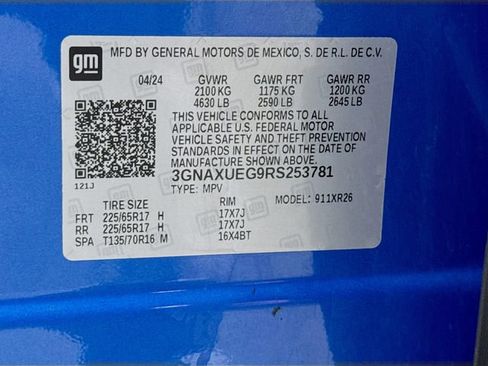 gm
MFD BY GENERAL MOTORS DE MEXICO, S. DE R.L. DE C.V.
04/24 GVWR GAWR FRT GAWR RR
2100 KG 1175 KG 1200 KG
4630 LB 2590 LB 2645 LB
THIS VEHICLE CONFORMS TO ALL
APPLICABLE U.S. FEDERAL MOTOR
VEHICLE SAFETY AND THEFT PREVENTION
STANDARDS IN EFFECT ON THE DATE OF
MANUFACTURE SHOWN ABOVE.
3GNAXUEG9RS253781
121J
TYPE: MPV MODEL: 911XR26
TIRE SIZE RIM
FRT 225/65R17 H 17X7J
RR 225/65R17 H 17X7J
SPA T135/70R16 M 16X4BT